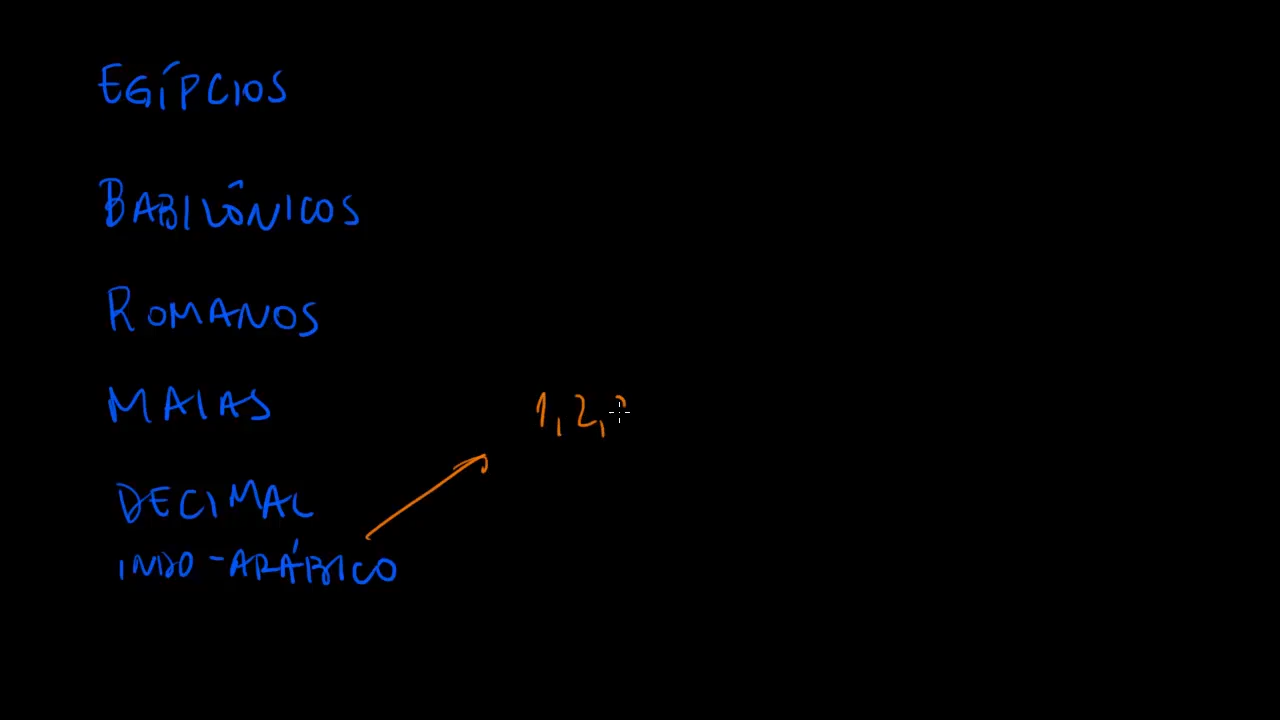 EGÍPCIOS
BABILÔNICOS
ROMANOS
MAIAS
1, 2,
DECIMAL
INDO-ARÁBICO